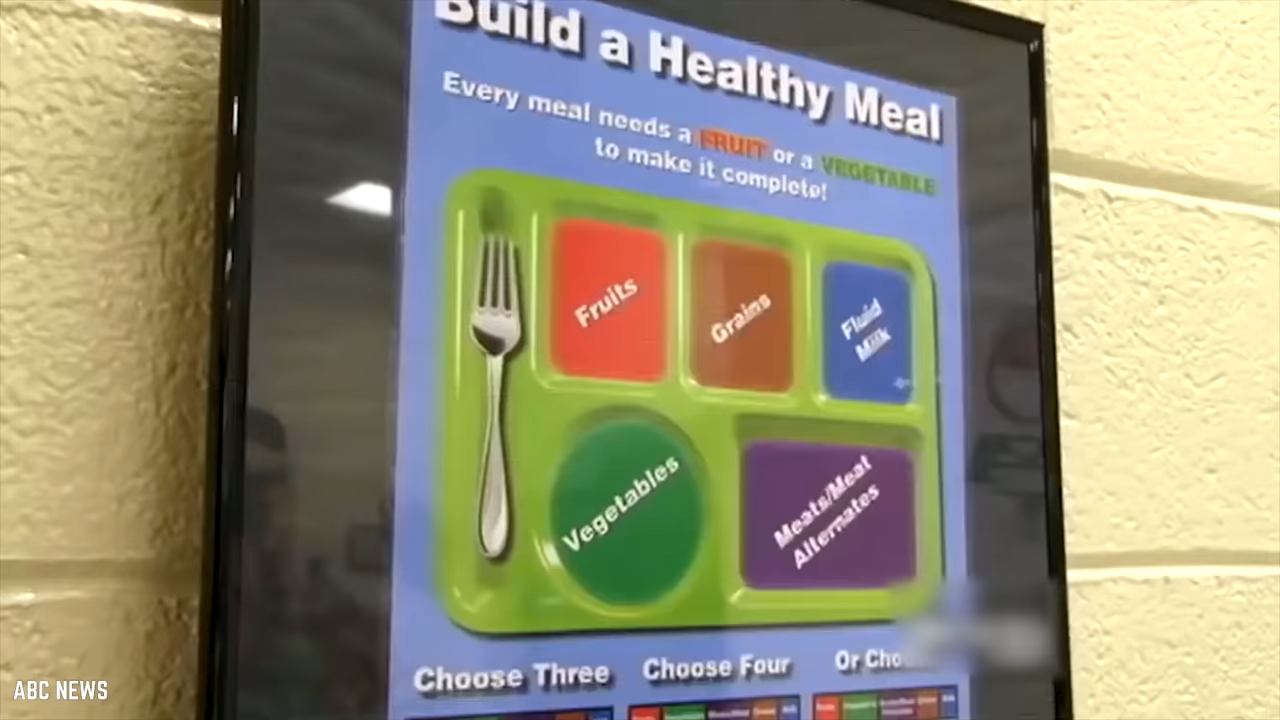 Build a Healthy Meal
Every meal needs a FRUIT or a VEGETABLE
to make it complete!
Fruits
Grains
Fluid
Milk
Vegetables
Meats/Meat
Alternates
Choose Three
Choose Four
Or
ABC NEWS